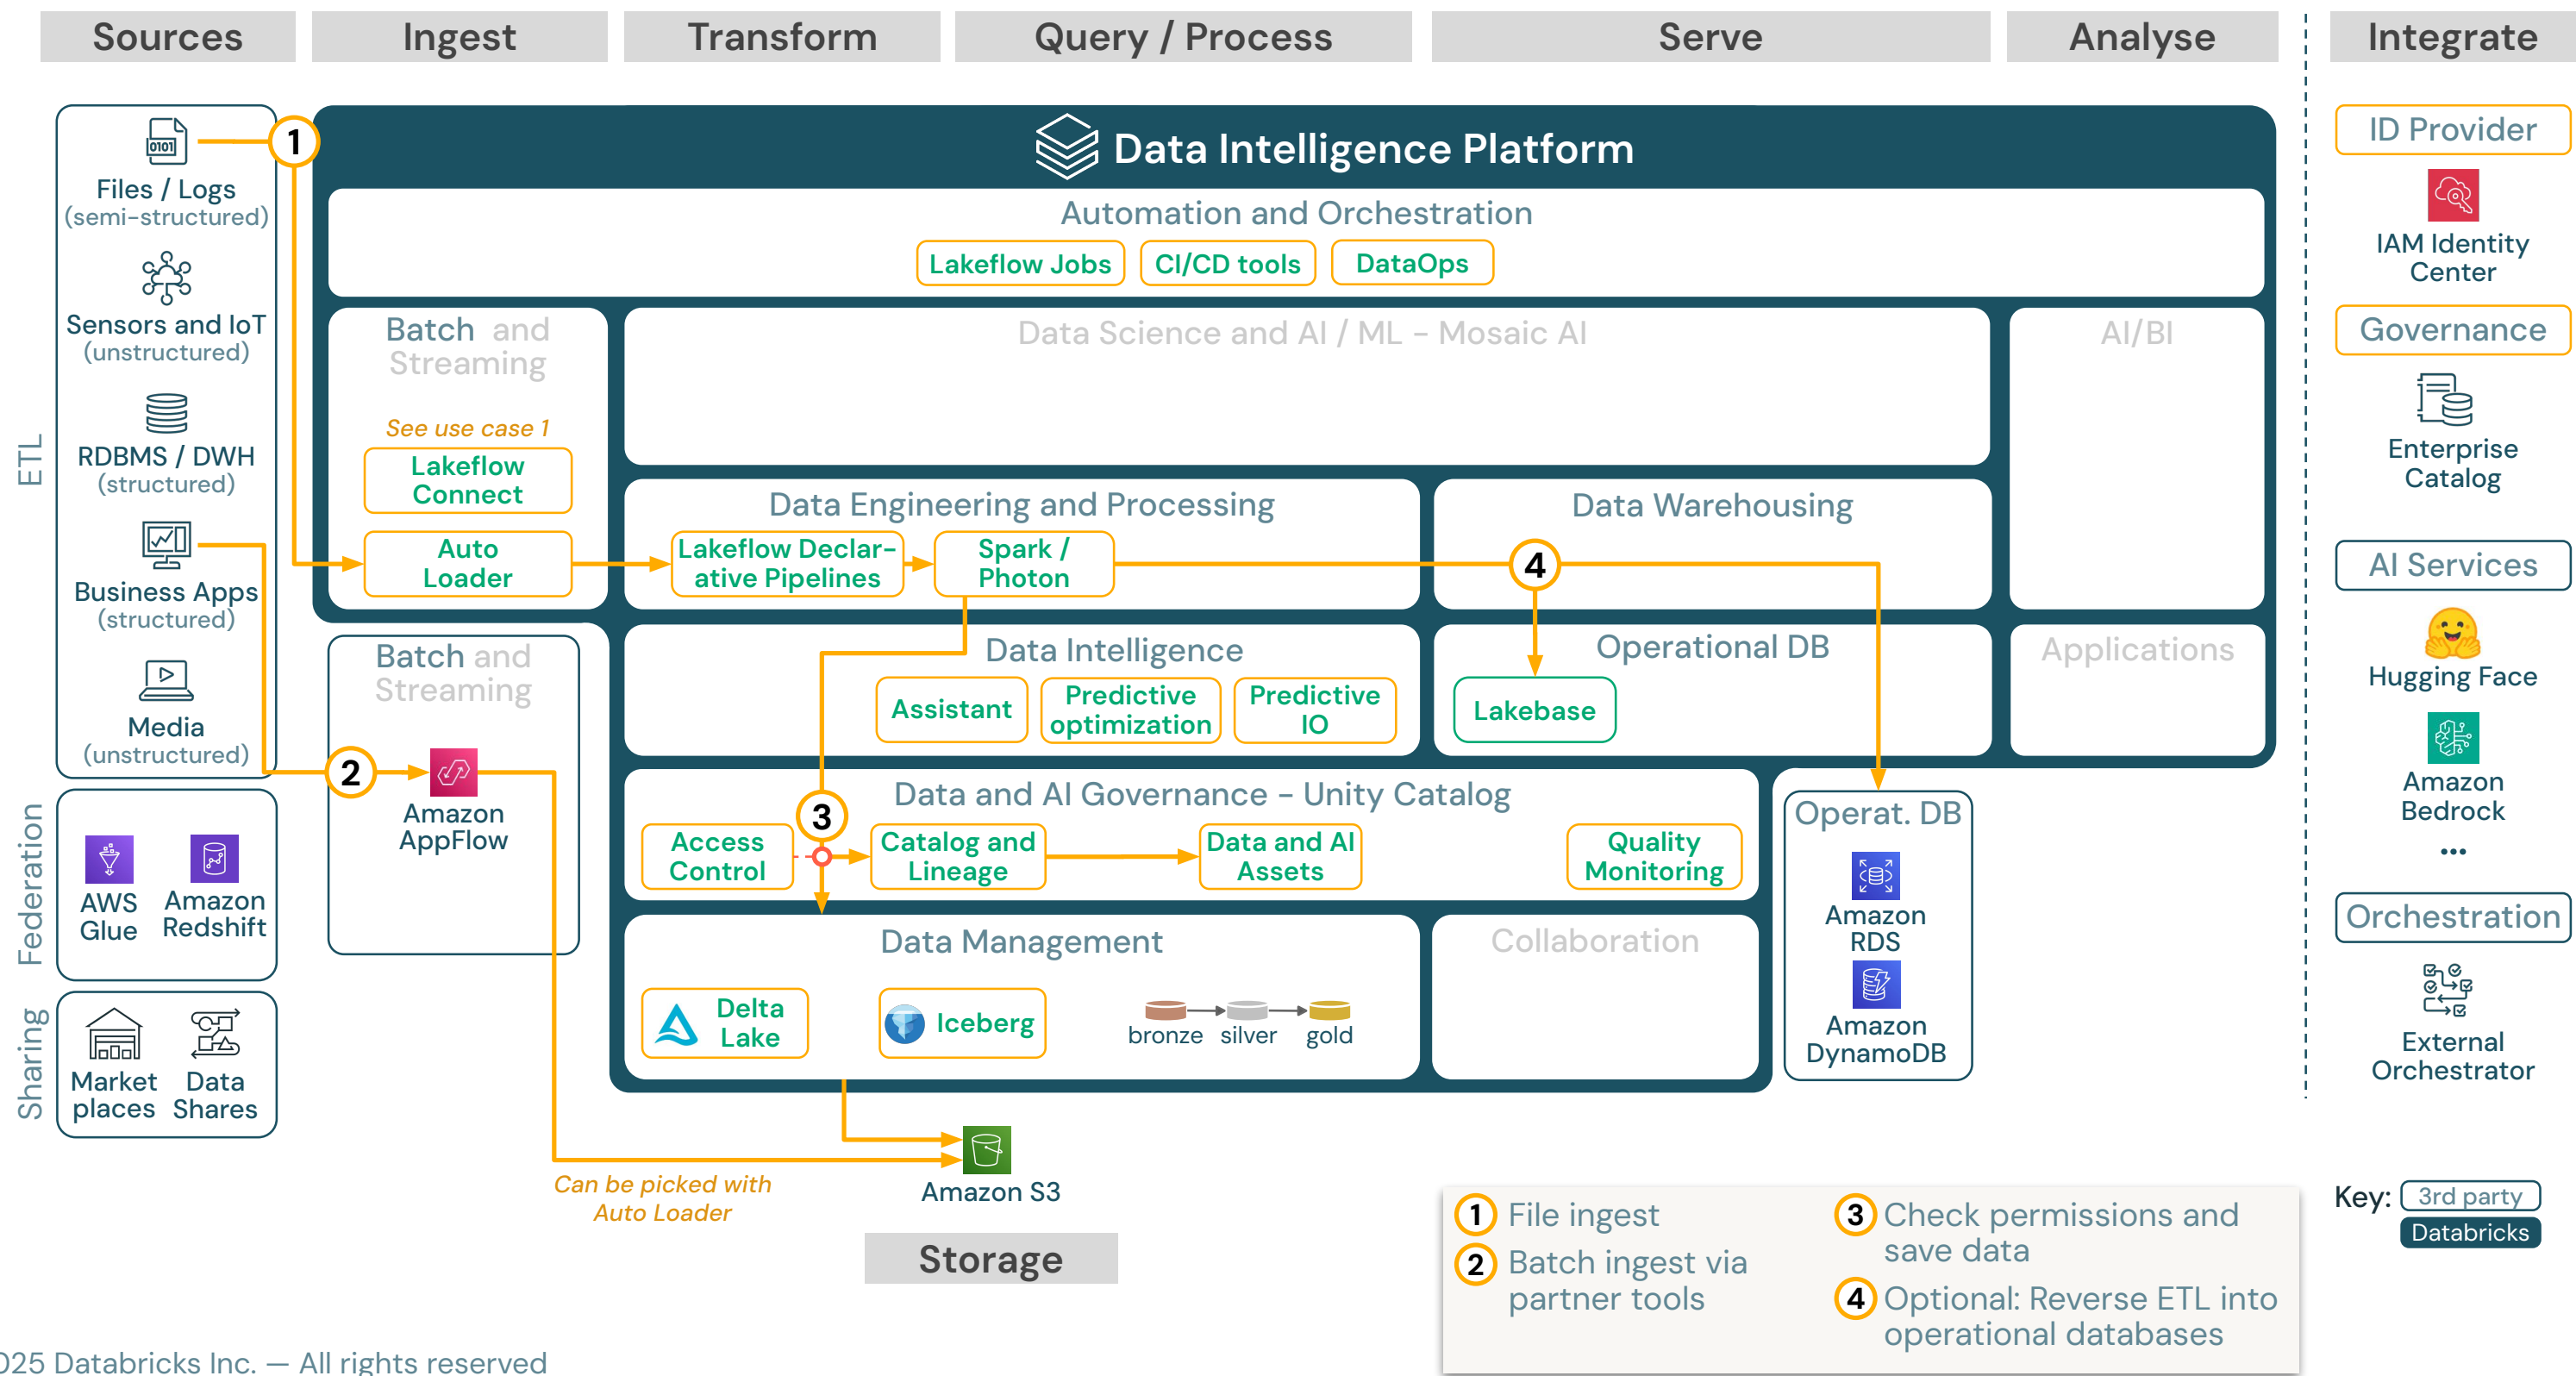 Sources
Ingest
Transform
Query / Process
Serve
Analyse
Integrate
ETL
Files / Logs
(semi-structured)
Sensors and IoT
(unstructured)
RDBMS / DWH
(structured)
Business Apps
(structured)
Media
(unstructured)
Federation
AWS
Glue
Amazon
Redshift
Sharing
Market
places
Data
Shares
1
Data Intelligence Platform
Automation and Orchestration
Lakeflow Jobs
CI/CD tools
DataOps
Batch and
Streaming
See use case 1
Lakeflow
Connect
Auto
Loader
Data Science and AI / ML - Mosaic AI
AI/BI
Data Engineering and Processing
Lakeflow Declar-
ative Pipelines
Spark /
Photon
Data Warehousing
4
Batch and
Streaming
2
Amazon
AppFlow
Data Intelligence
Assistant
Predictive
optimization
Predictive
IO
Operational DB
Lakebase
Applications
Data and AI Governance - Unity Catalog
3
Access
Control
Catalog and
Lineage
Data and AI
Assets
Quality
Monitoring
Data Management
Delta
Lake
Iceberg
bronze
silver
gold
Collaboration
Operat. DB
Amazon
RDS
Amazon
DynamoDB
Can be picked with
Auto Loader
Amazon S3
Storage
ID Provider
IAM Identity
Center
Governance
Enterprise
Catalog
AI Services
Hugging Face
Amazon
Bedrock
...
Orchestration
External
Orchestrator
Key: 3rd party
Databricks
1 File ingest
2 Batch ingest via
partner tools
3 Check permissions and
save data
4 Optional: Reverse ETL into
operational databases
025 Databricks Inc. — All rights reserved
0101